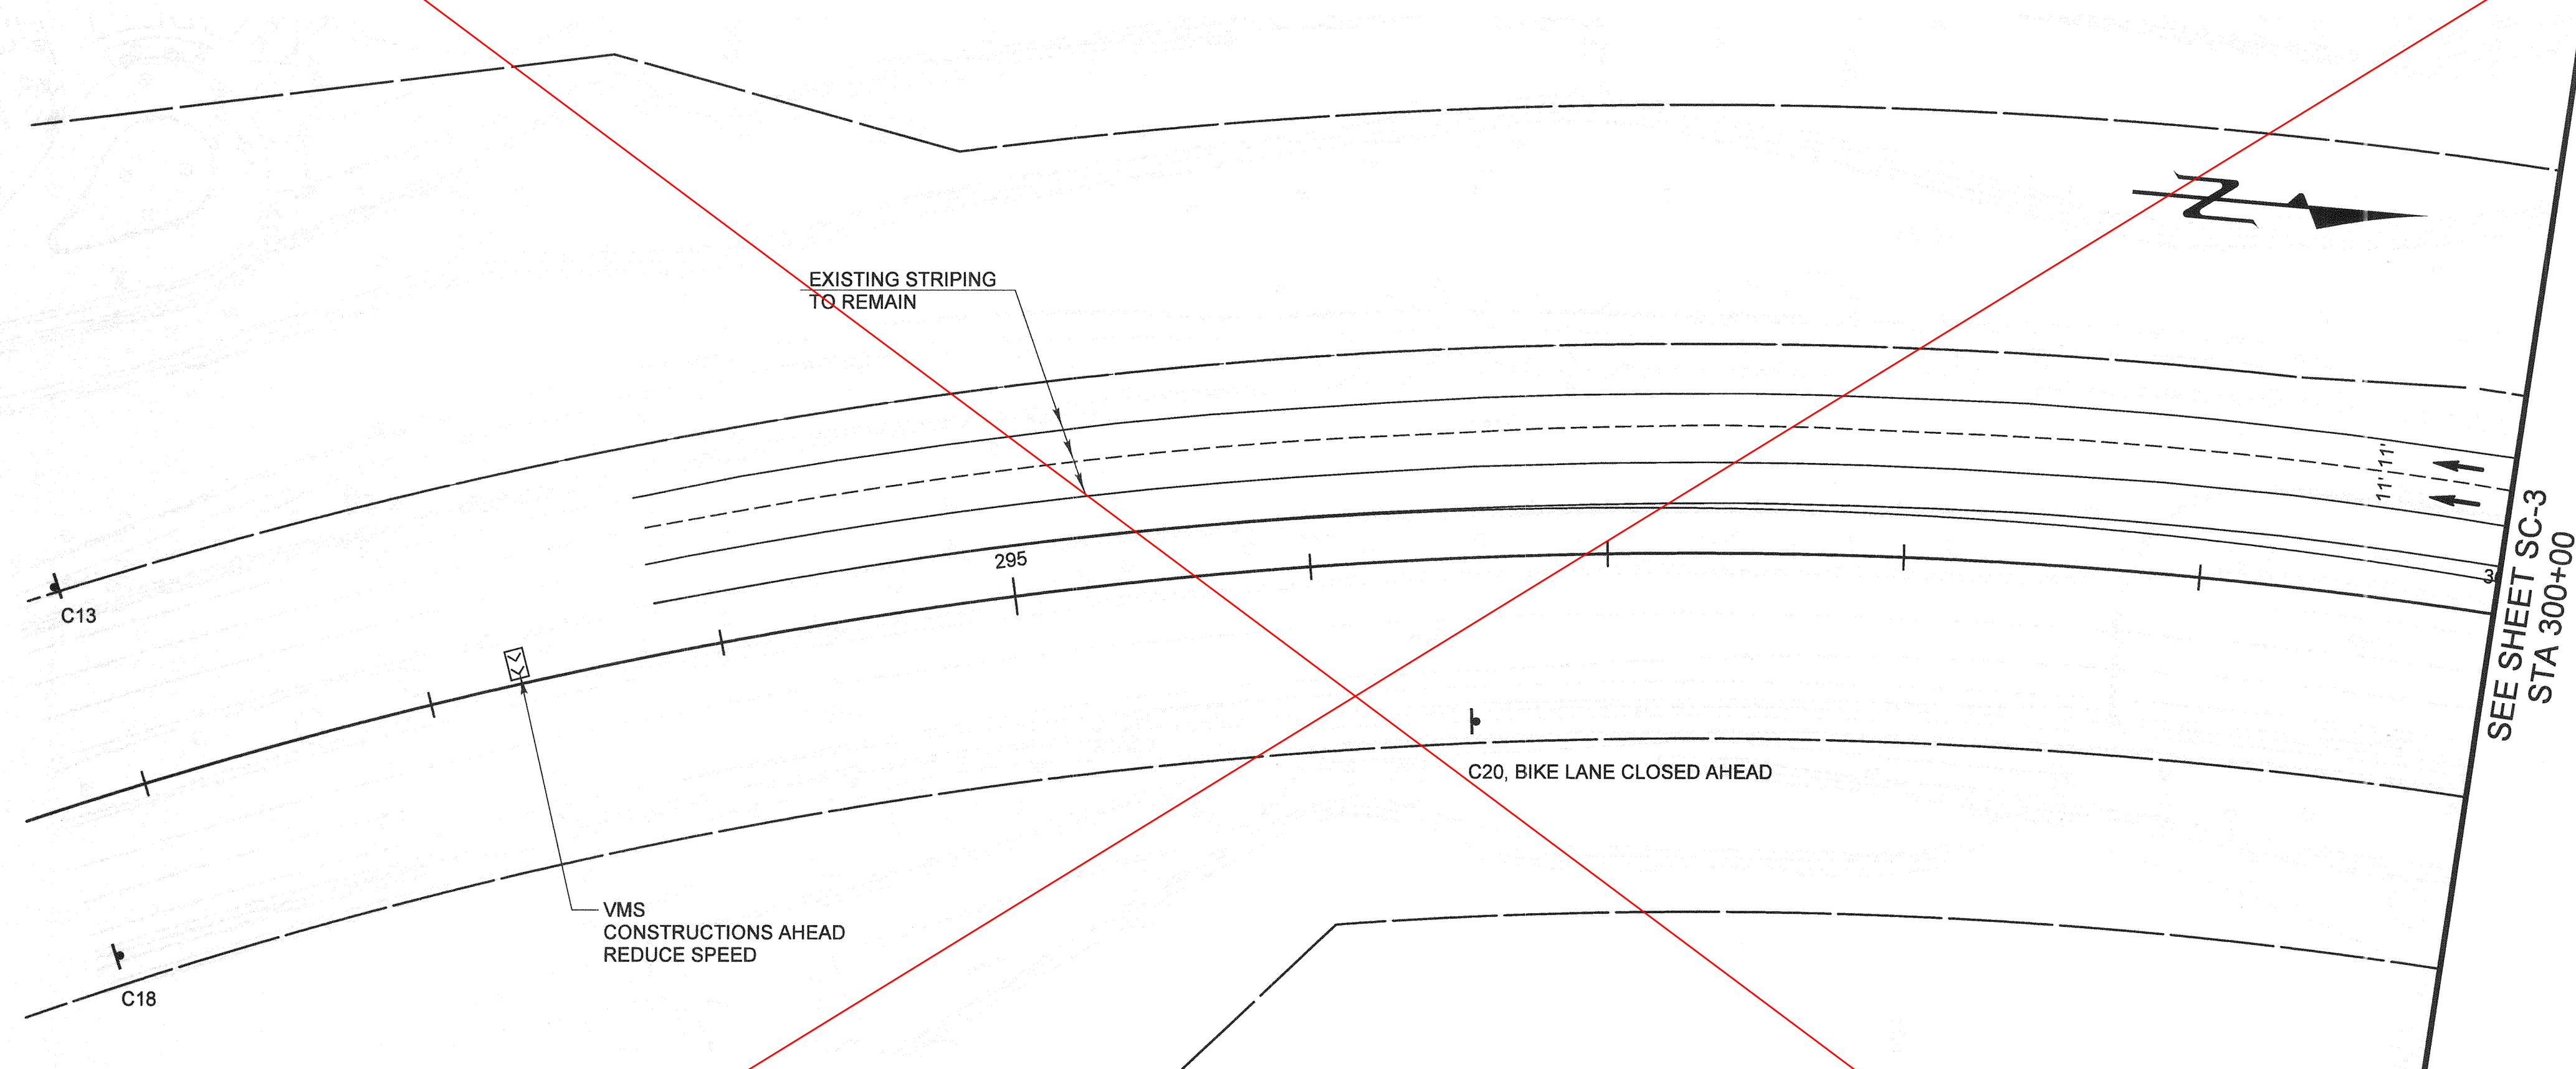 EXISTING STRIPING
TO REMAIN
11' 11'
295
C13
SEE SHEET SC-3
STA 300+00
C20, BIKE LANE CLOSED AHEAD
VMS
CONSTRUCTIONS AHEAD
REDUCE SPEED
C18